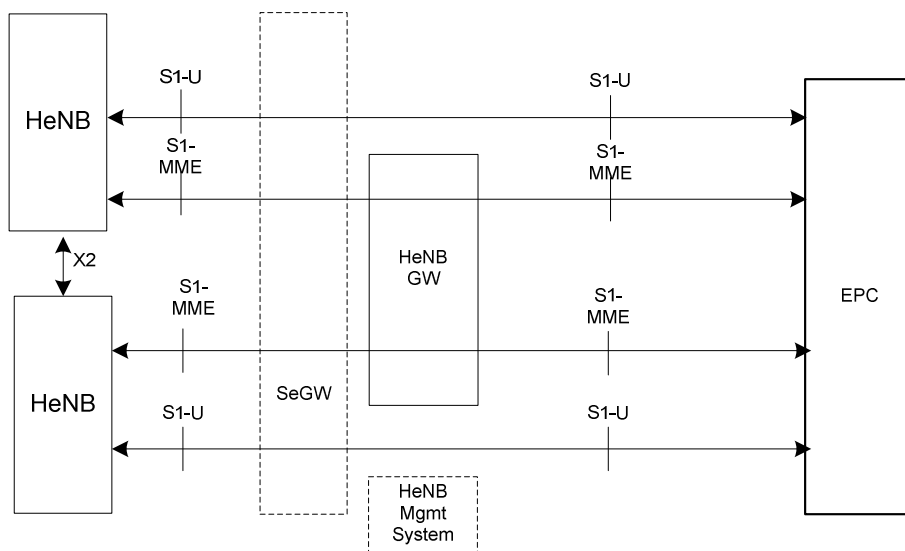 S1-U
S1-U
HeNB
S1-
MME
S1-
MME
HeNB
GW
X2
S1-
MME
S1-
MME
EPC
HeNB
SeGW
S1-U
S1-U
HeNB
Mgmt
System